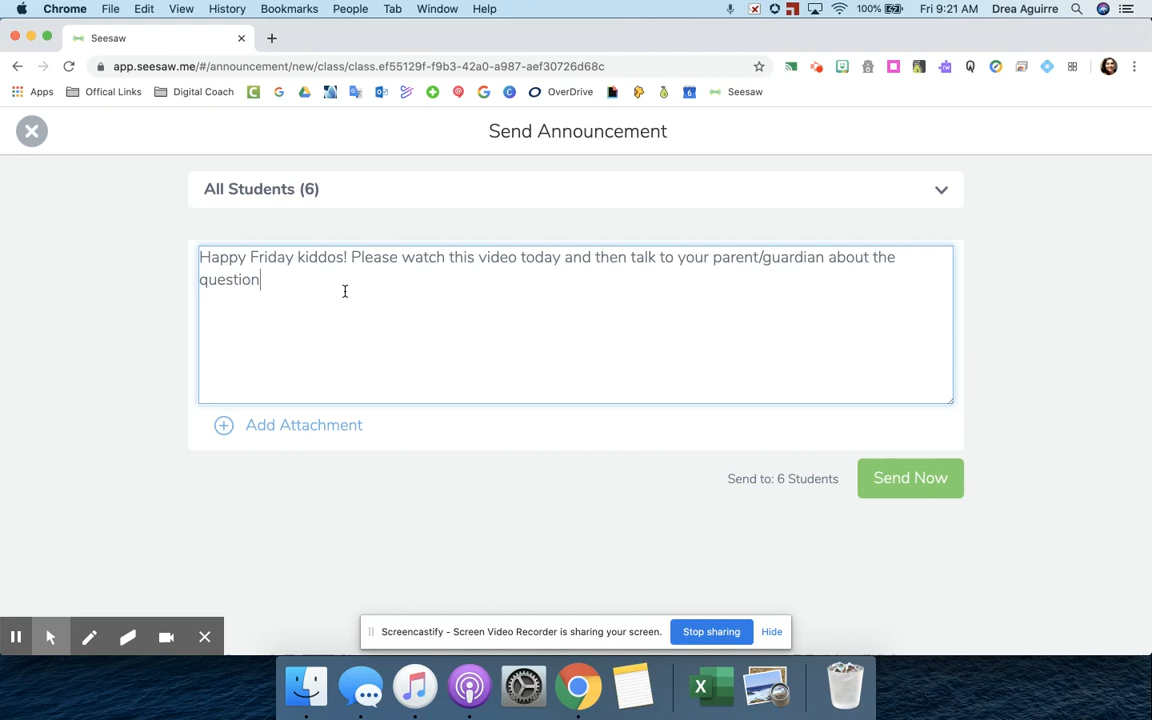 Chrome File Edit View History Bookmarks People Tab Window Help 100% Fri 9:21 AM Drea Aguirre
Seesaw
app.seesaw.me/#/announcement/new/class/class.ef55129f-f9b3-42a0-a987-aef30726d68c
Apps Offical Links Digital Coach OverDrive Seesaw
Send Announcement
All Students (6)
Happy Friday kiddos! Please watch this video today and then talk to your parent/guardian about the
question
Add Attachment
Send to: 6 Students Send Now
Screencastify - Screen Video Recorder is sharing your screen. Stop sharing Hide